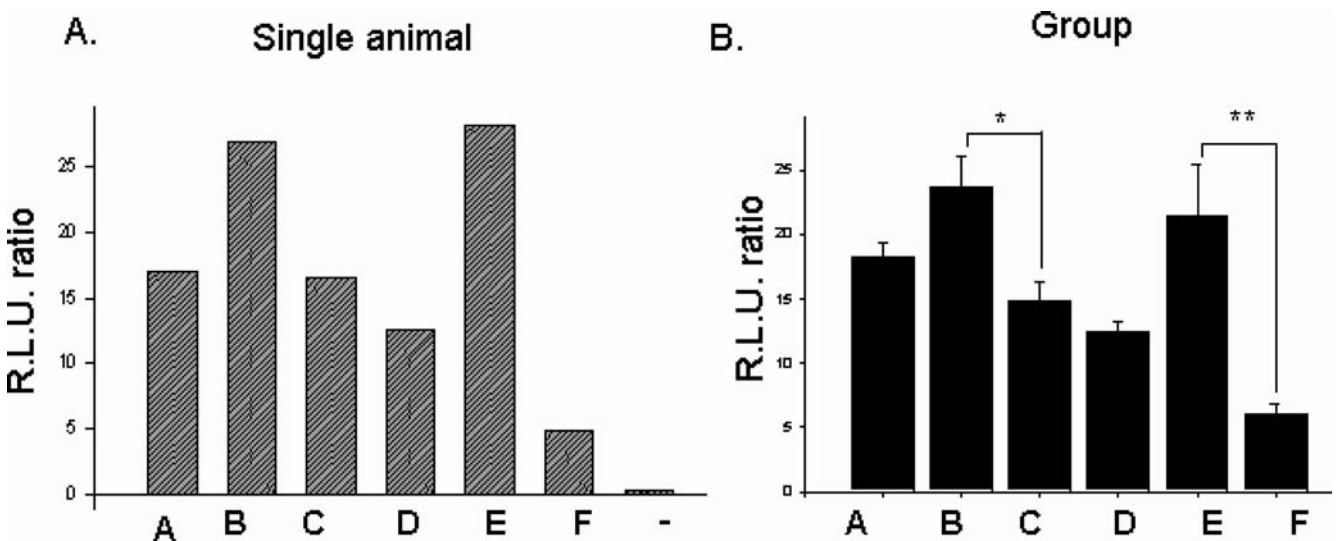 A.
Single animal
R.L.U. ratio
25
20
15
10
5
0
A B C D E F -
B.
Group
R.L.U. ratio
25
20
15
10
5
0
*
**
A B C D E F